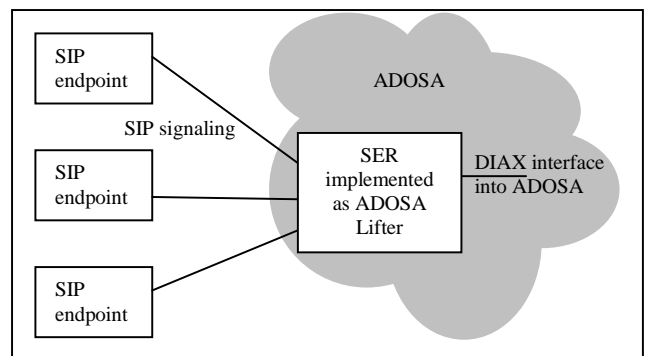 SIP
endpoint
ADOSA
SIP signaling
SIP
endpoint
SER
implemented
as ADOSA
Lifter
DIAX interface
into ADOSA
SIP
endpoint